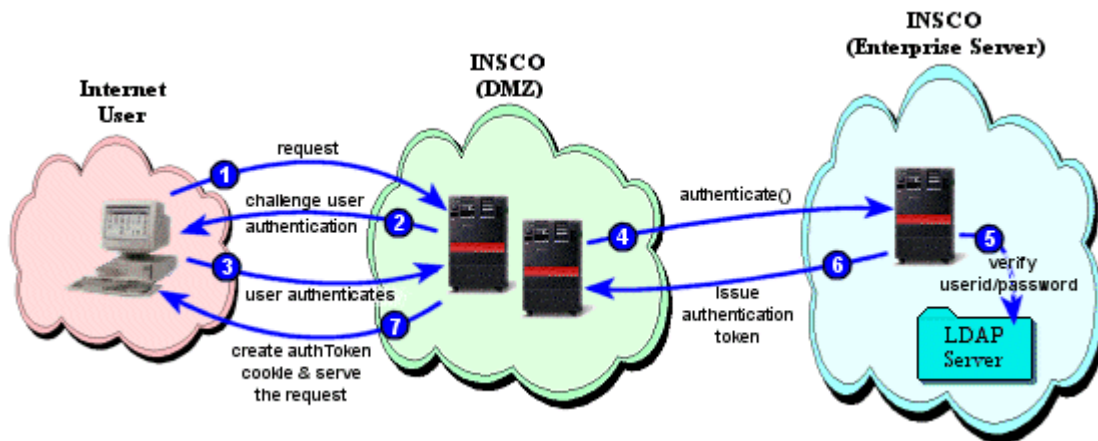 INSCO
(Enterprise Server)
INSCO
(DMZ)
Internet
User
1
request
challenge user
authentication
2
3
user authenticates
7
create authToken
cookie & serve
the request
authenticate()
4
6
Issue
authentication
token
5
verify
userid/password
LDAP
Server